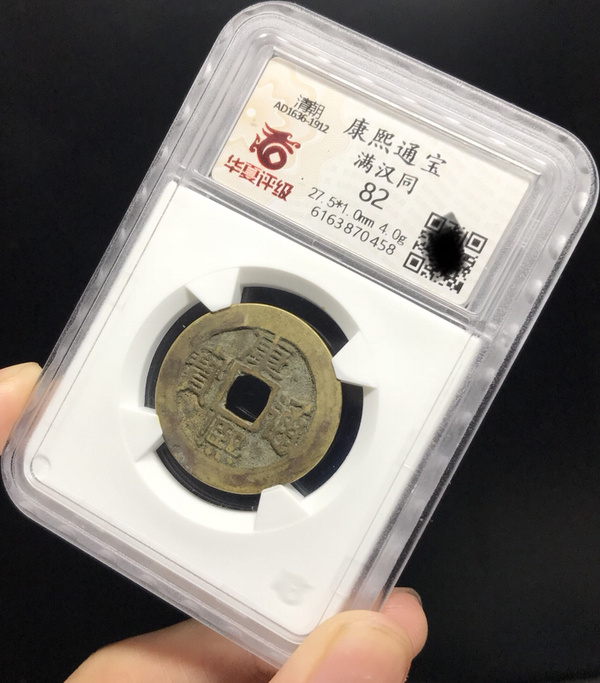 清朝
AD1636-1912
华夏评级
康熙通宝
满汉同
82
27.5*1.0mm 4.0g
6163870458
康熙通寶